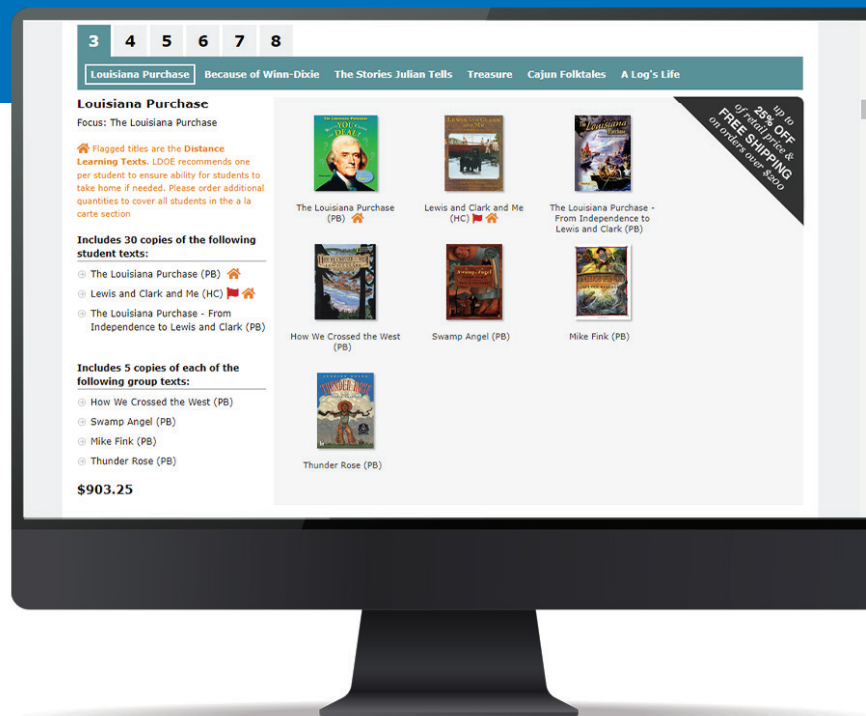 3 4 5 6 7 8
Louisiana Purchase Because of Winn-Dixie The Stories Julian Tells Treasure Cajun Folktales A Log's Life
Louisiana Purchase
Focus: The Louisiana Purchase
Flagged titles are the Distance
Learning Texts. LDOE recommends one
per student to ensure ability for students to
take home if needed. Please order additional
quantities to cover all students in the a la
carte section
Includes 30 copies of the following
student texts:
The Louisiana Purchase (PB)
Lewis and Clark and Me (HC)
The Louisiana Purchase - From
Independence to Lewis and Clark (PB)
Includes 5 copies of each of the
following group texts:
How We Crossed the West (PB)
Swamp Angel (PB)
Mike Fink (PB)
Thunder Rose (PB)
$903.25
YOU
DEAL!
The Louisiana Purchase
(PB)
Lewis and Clark and Me
(HC)
Louisiana
The Louisiana Purchase -
From Independence to
Lewis and Clark (PB)
How We Crossed the West
(PB)
Swamp Angel
Swamp Angel (PB)
Mike Fink (PB)
THUNDER ROSE
Thunder Rose (PB)
up to
25% OFF
of retail price &
FREE SHIPPING
on orders over $200